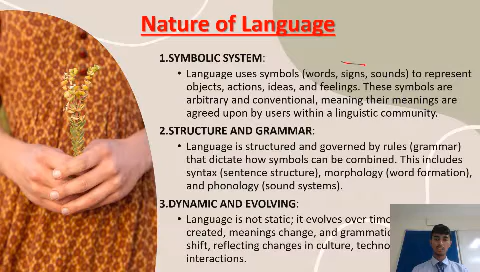 Nature of Language
1.SYMBOLIC SYSTEM:
• Language uses symbols (words, signs, sounds) to represent
objects, actions, ideas, and feelings. These symbols are
arbitrary and conventional, meaning their meanings are
agreed upon by users within a linguistic community.
2.STRUCTURE AND GRAMMAR:
• Language is structured and governed by rules (grammar)
that dictate how symbols can be combined. This includes
syntax (sentence structure), morphology (word formation),
and phonology (sound systems).
3.DYNAMIC AND EVOLVING:
• Language is not static; it evolves over time
created, meanings change, and
shift, reflecting changes in culture,
interactions.